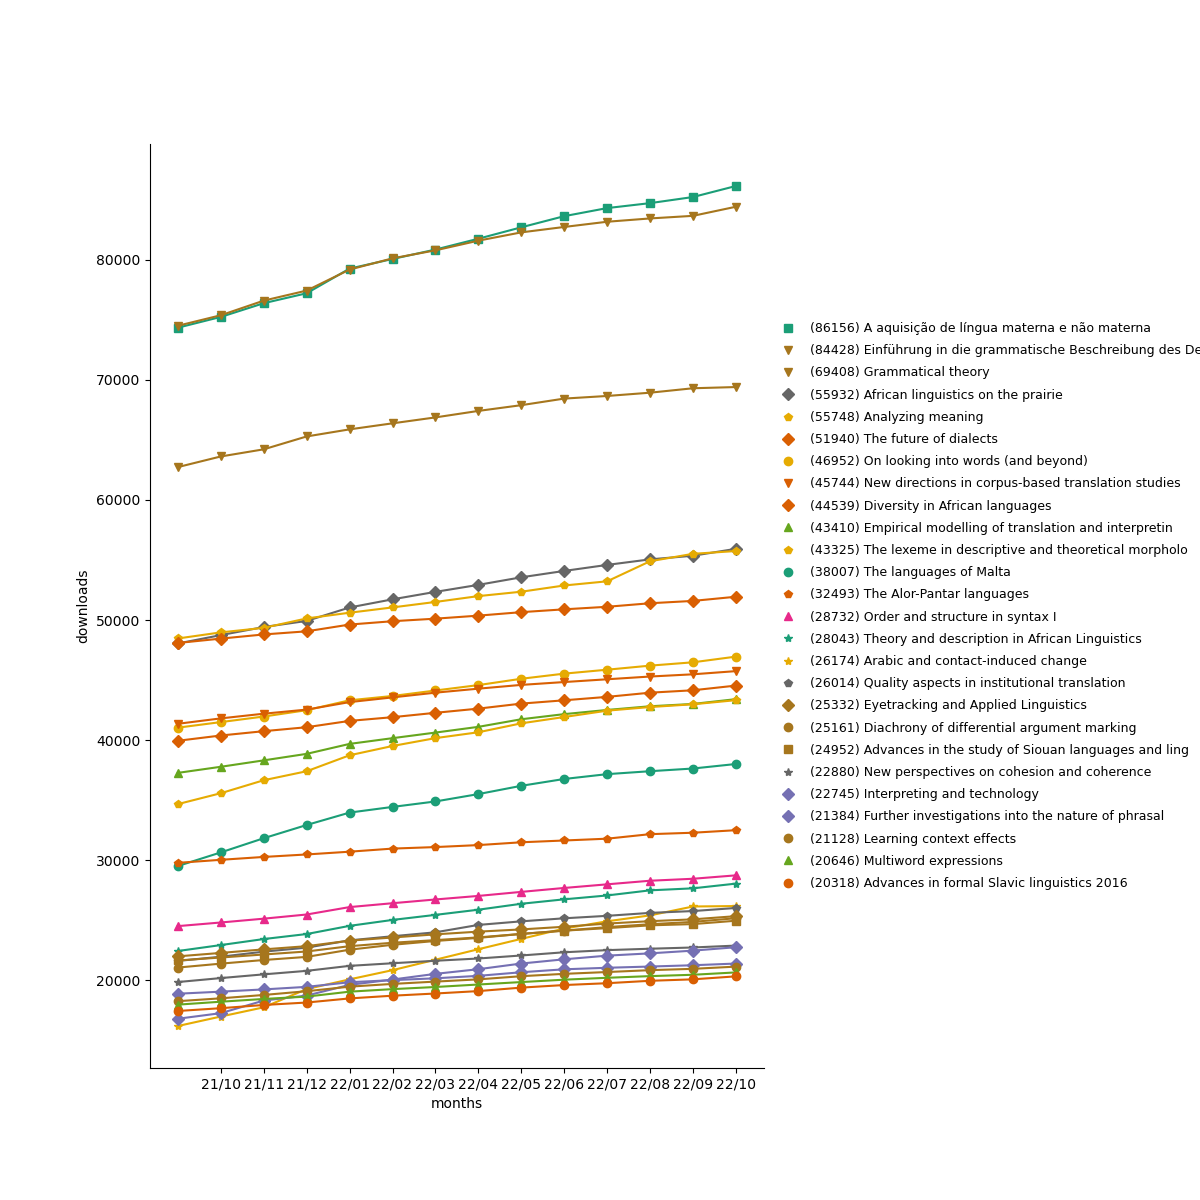 80000
70000
60000
50000
40000
30000
20000
downloads
21/10 21/11 21/12 22/01 22/02 22/03 22/04 22/05 22/06 22/07 22/08 22/09 22/10
months
(86156) A aquisição de língua materna e não materna
(84428) Einführung in die grammatische Beschreibung des De
(69408) Grammatical theory
(55932) African linguistics on the prairie
(55748) Analyzing meaning
(51940) The future of dialects
(46952) On looking into words (and beyond)
(45744) New directions in corpus-based translation studies
(44539) Diversity in African languages
(43410) Empirical modelling of translation and interpretin
(43325) The lexeme in descriptive and theoretical morpholo
(38007) The languages of Malta
(32493) The Alor-Pantar languages
(28732) Order and structure in syntax I
(28043) Theory and description in African Linguistics
(26174) Arabic and contact-induced change
(26014) Quality aspects in institutional translation
(25332) Eyetracking and Applied Linguistics
(25161) Diachrony of differential argument marking
(24952) Advances in the study of Siouan languages and ling
(22880) New perspectives on cohesion and coherence
(22745) Interpreting and technology
(21384) Further investigations into the nature of phrasal
(21128) Learning context effects
(20646) Multiword expressions
(20318) Advances in formal Slavic linguistics 2016